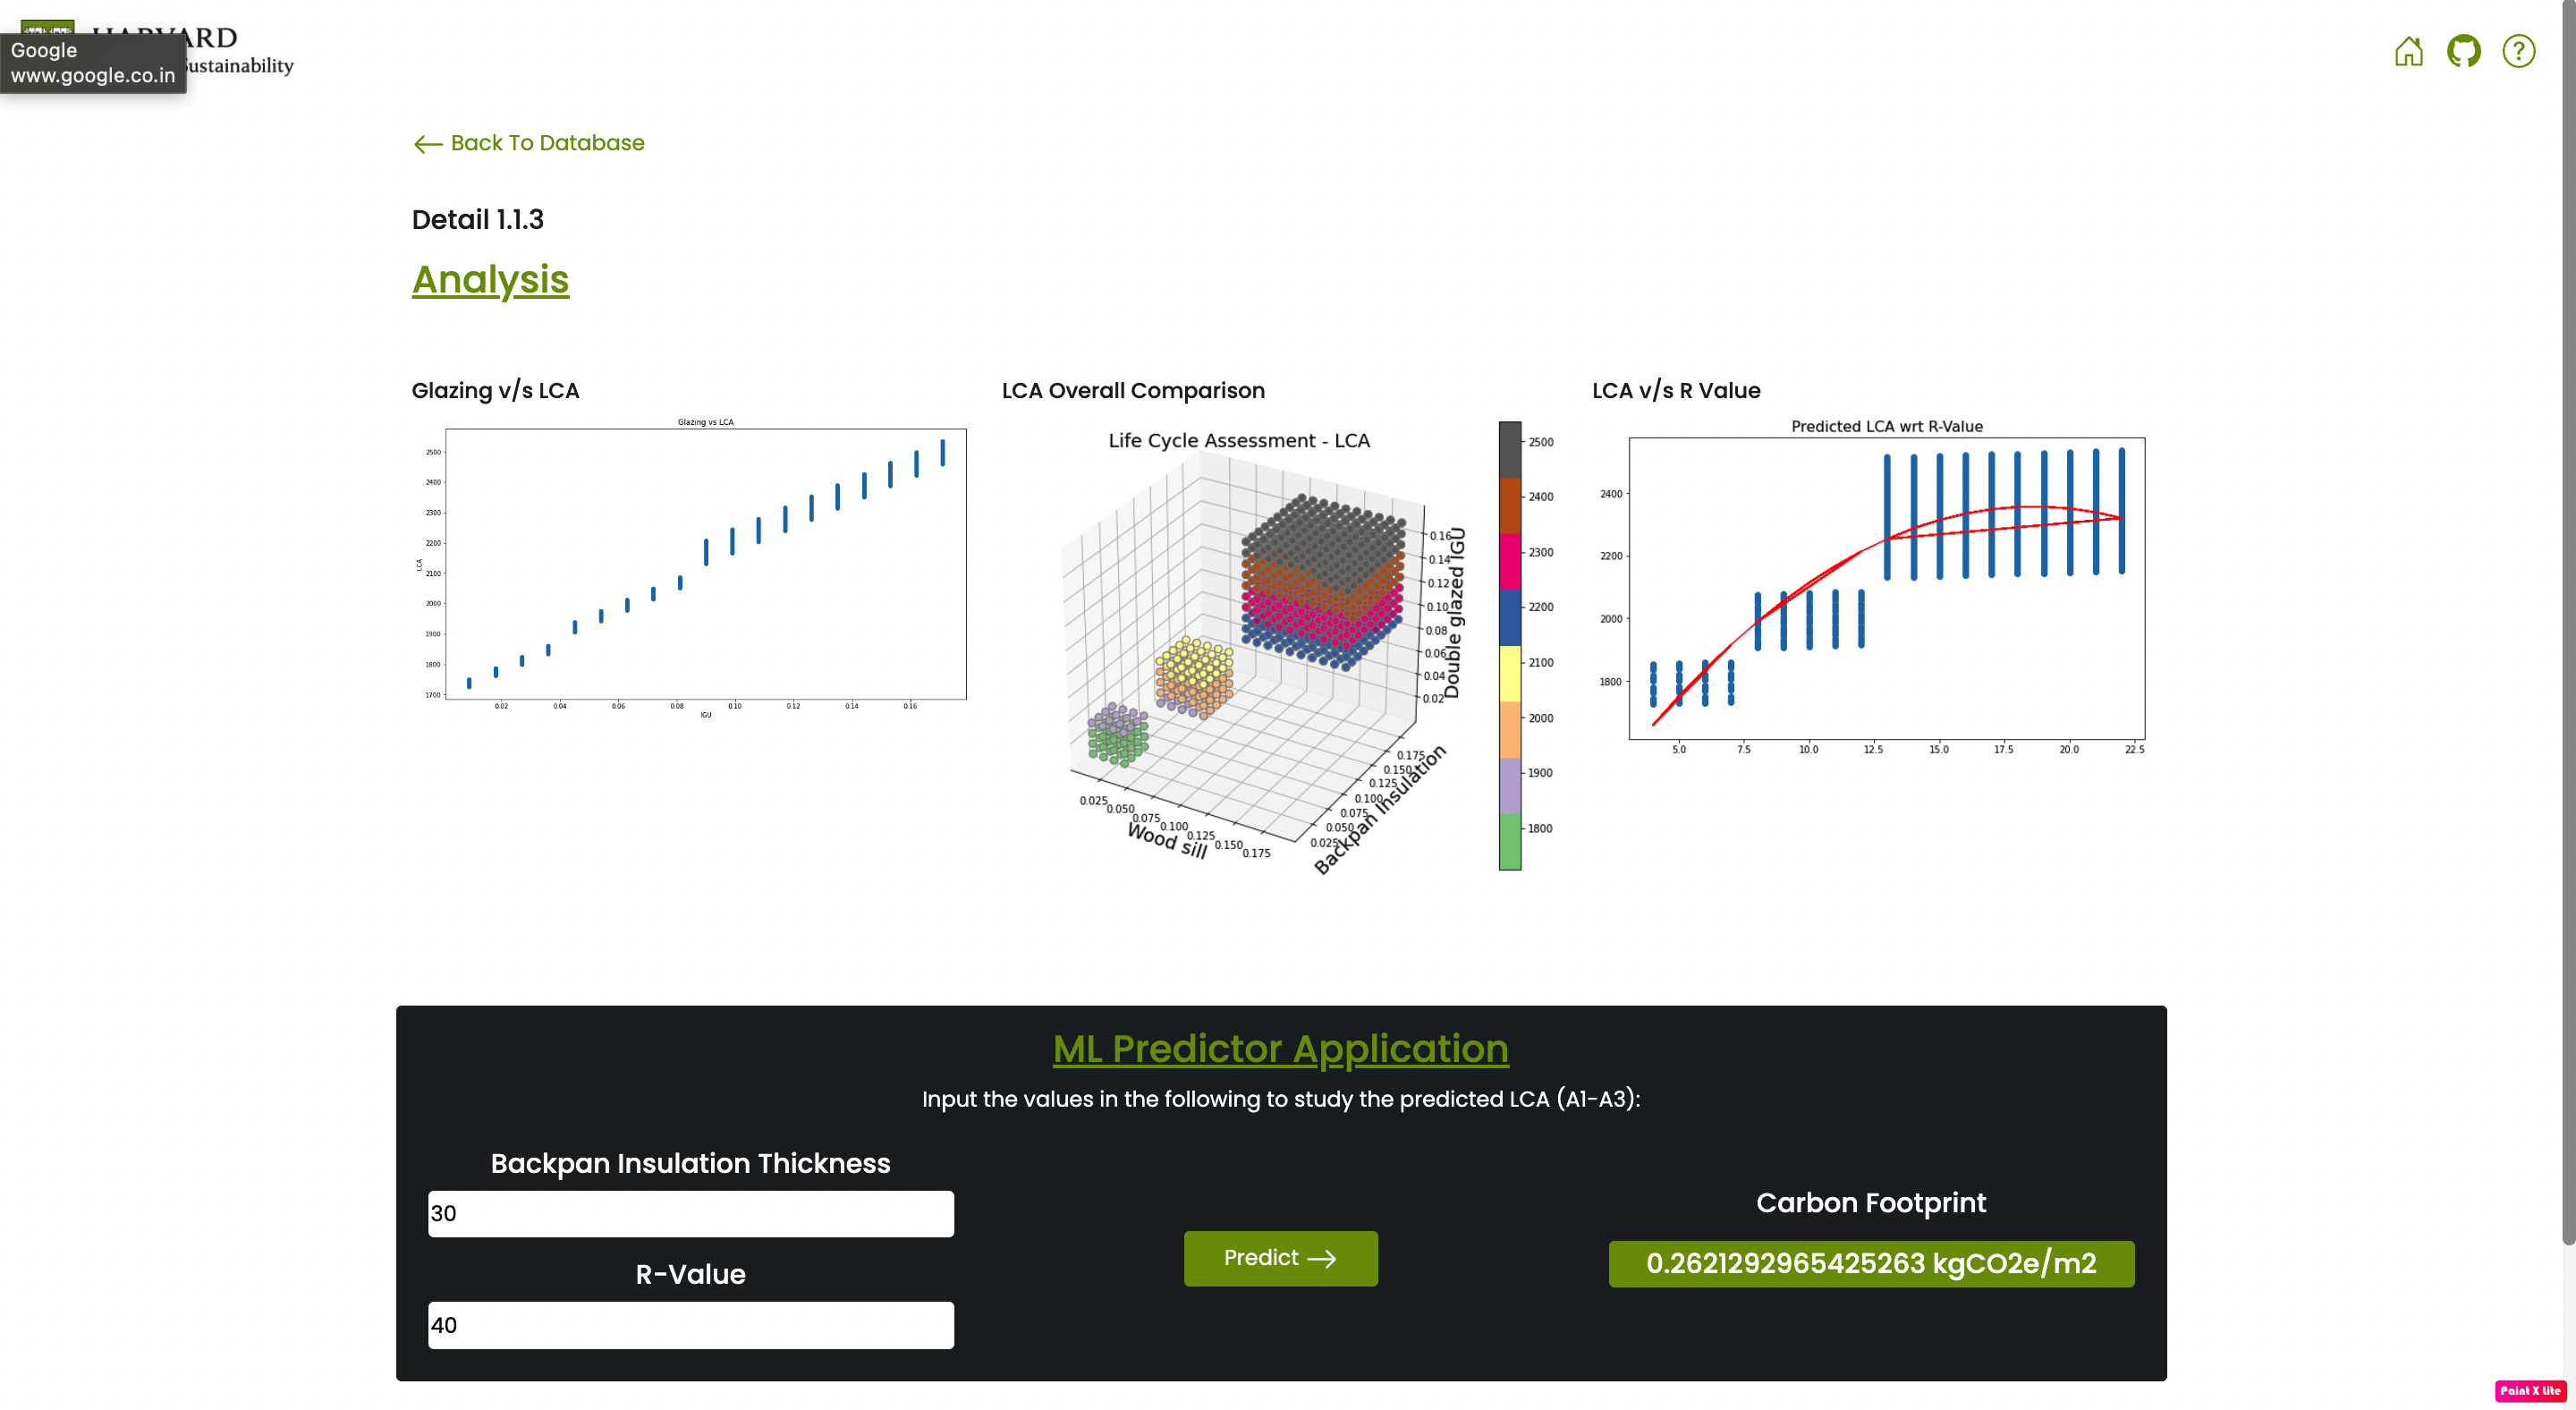 HARVARD
Google
www.google.co.in
Sustainability
Back To Database
Detail 1.1.3
Analysis
Glazing v/s LCA
Glazing vs LCA
2500
2400
2300
2200
2100
2000
1900
1800
1700
LCA
0.02 0.04 0.06 0.08 0.10 0.12 0.14 0.16
IGU
LCA Overall Comparison
Life Cycle Assessment - LCA
0.16
0.14
0.12
0.10
0.08
0.06
0.04
0.02
Double glazed IGU
0.175
0.150
0.125
0.100
0.075
0.050
0.025
Backpan Insulation
0.025 0.050 0.075 0.100 0.125 0.150 0.175
Wood sill
2500
2400
2300
2200
2100
2000
1900
1800
LCA v/s R Value
Predicted LCA wrt R-Value
2400
2200
2000
1800
5.0 7.5 10.0 12.5 15.0 17.5 20.0 22.5
ML Predictor Application
Input the values in the following to study the predicted LCA (A1-A3):
Backpan Insulation Thickness
30
R-Value
40
Predict
Carbon Footprint
0.2621292965425263 kgCO2e/m2
Paint X Lite